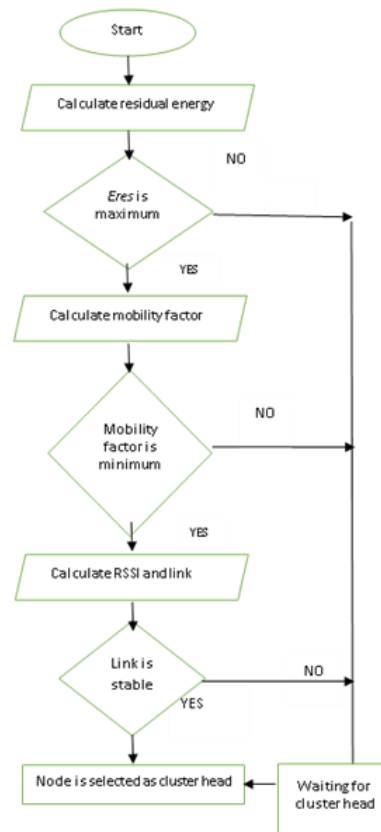 Start
Calculate residual energy
NO
Eres is
maximum
YES
Calculate mobility factor
NO
Mobility
factor is
minimum
YES
Calculate RSSI and link
Link is
stable
NO
YES
Node is selected as cluster head
Waiting for
cluster head